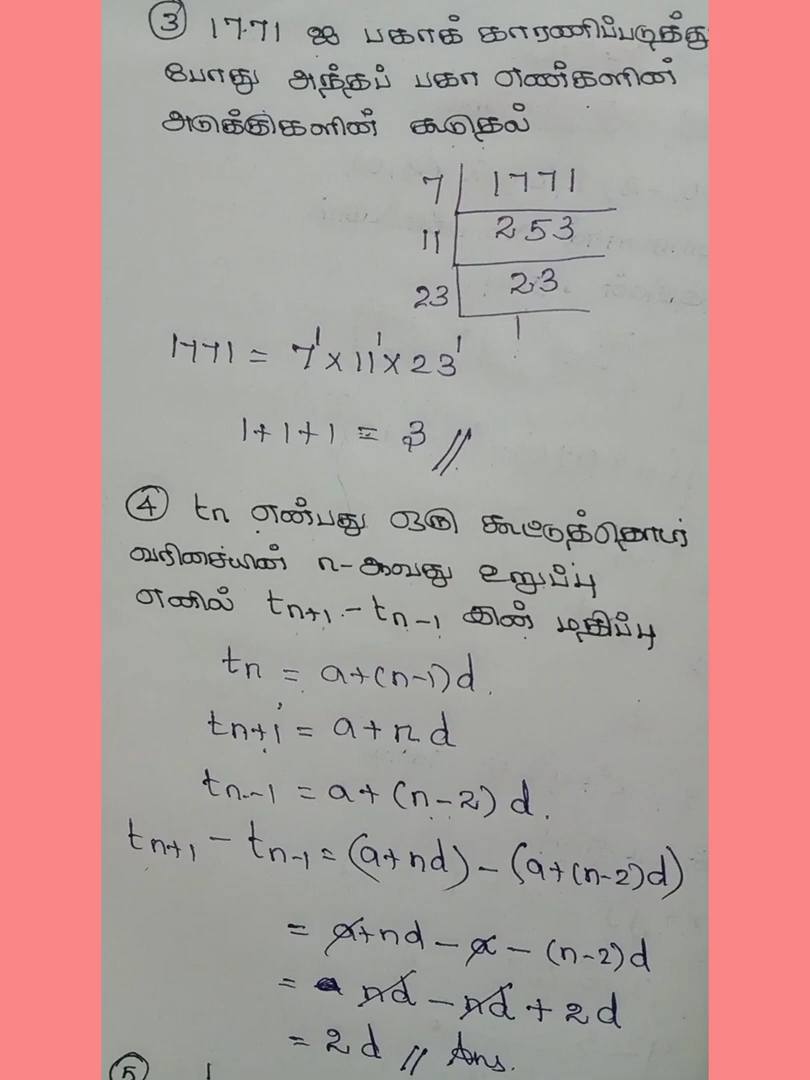 ③ 1771 ஐ பகாக் காரணிப்படுத்து
போது அந்தப் பகா எண்களின்
அடுக்குகளின் கூடுதல்
7 | 1771
11 | 253
23 | 23
1
1771 = 7¹ x 11¹ x 23¹
1+1+1 = 3 //
④ tn என்பது ஒரு கூட்டுத்தொடர்
வரிசையின் n-ஆவது உறுப்பு
எனில் tn+1 - tn-1 இன் மதிப்பு
tn = a+(n-1)d.
tn+1 = a+nd
tn-1 = a+(n-2)d.
tn+1 - tn-1 = (a+nd) - (a+(n-2)d)
= a+nd - a - (n-2)d
= nd - nd + 2d
= 2d // Ans.
⑤